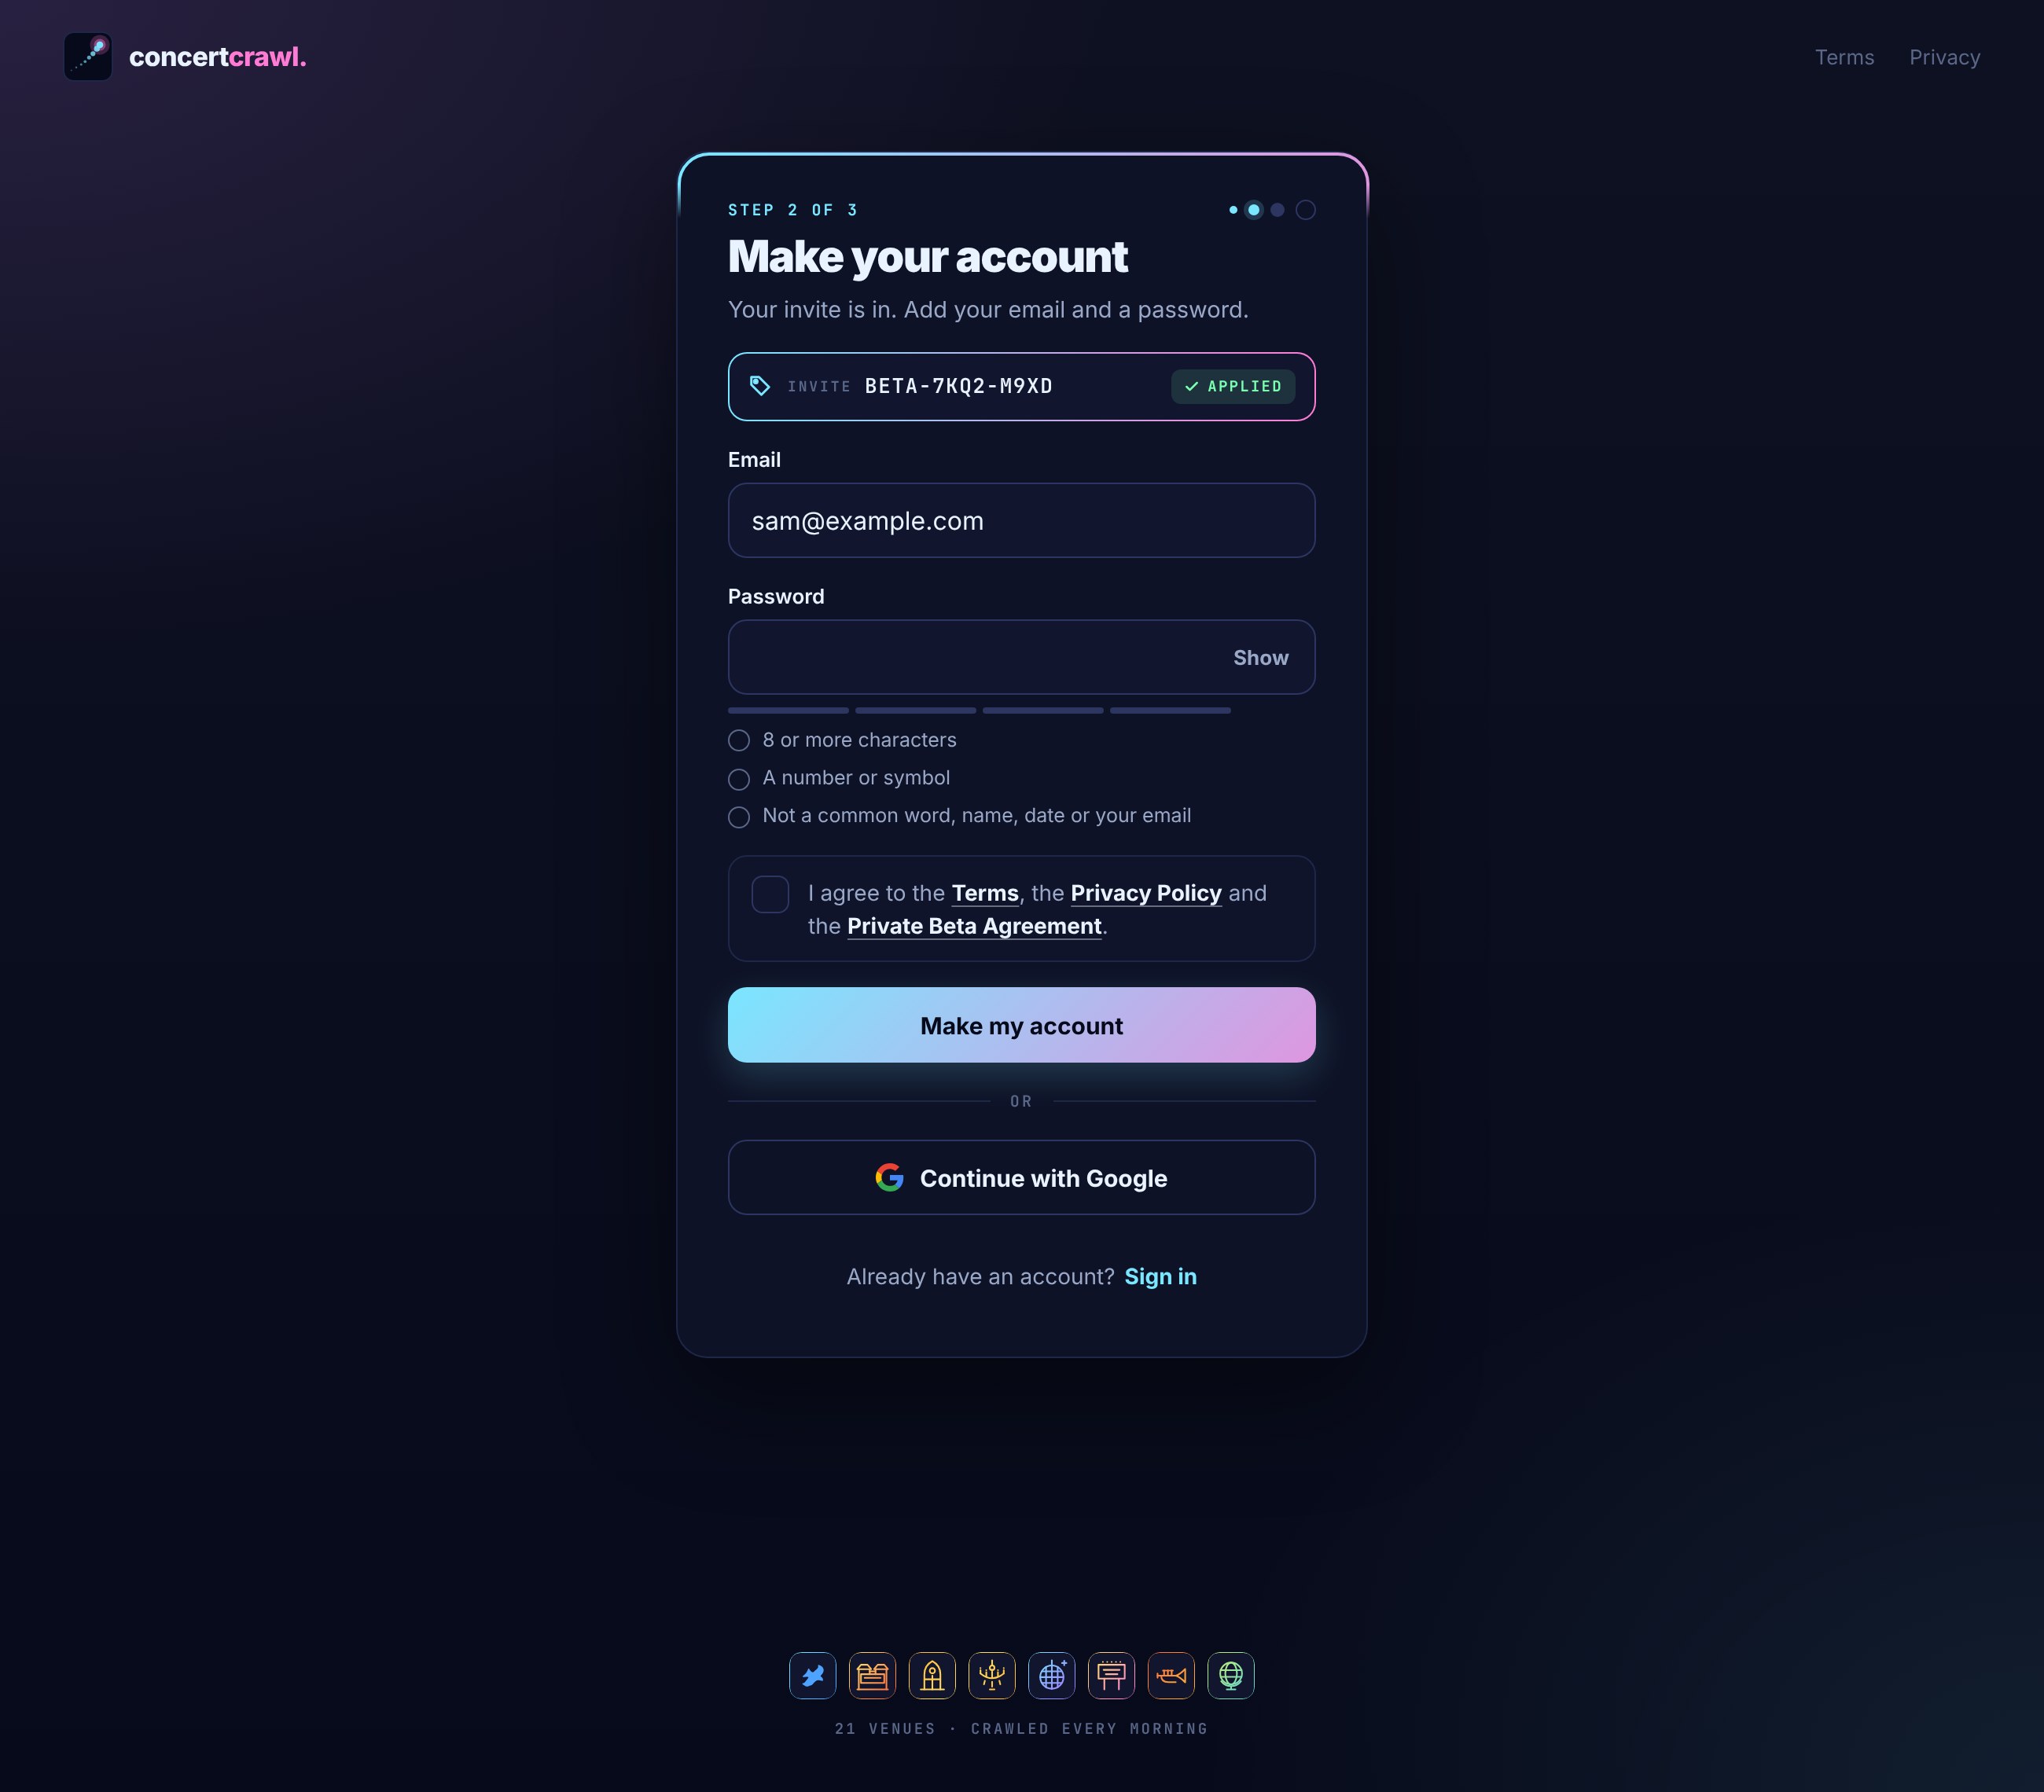 concertcrawl.
Terms Privacy
STEP 2 OF 3
Make your account
Your invite is in. Add your email and a password.
INVITE BETA-7KQ2-M9XD APPLIED
Email
sam@example.com
Password
Show
8 or more characters
A number or symbol
Not a common word, name, date or your email
I agree to the Terms, the Privacy Policy and
the Private Beta Agreement.
Make my account
OR
Continue with Google
Already have an account? Sign in
21 VENUES · CRAWLED EVERY MORNING